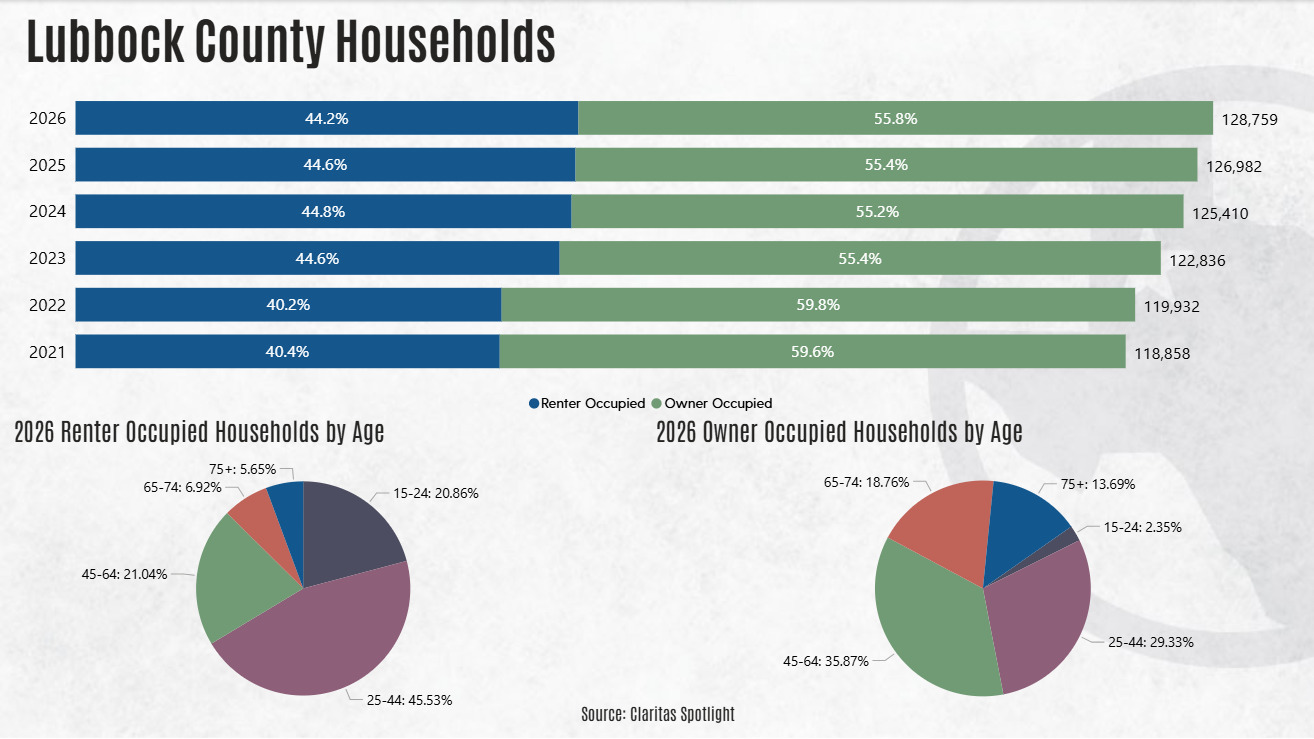 Lubbock County Households
2026 44.2% 55.8% 128,759
2025 44.6% 55.4% 126,982
2024 44.8% 55.2% 125,410
2023 44.6% 55.4% 122,836
2022 40.2% 59.8% 119,932
2021 40.4% 59.6% 118,858
Renter Occupied Owner Occupied
2026 Renter Occupied Households by Age
75+: 5.65%
65-74: 6.92%
15-24: 20.86%
45-64: 21.04%
25-44: 45.53%
2026 Owner Occupied Households by Age
65-74: 18.76%
75+: 13.69%
15-24: 2.35%
25-44: 29.33%
45-64: 35.87%
Source: Claritas Spotlight